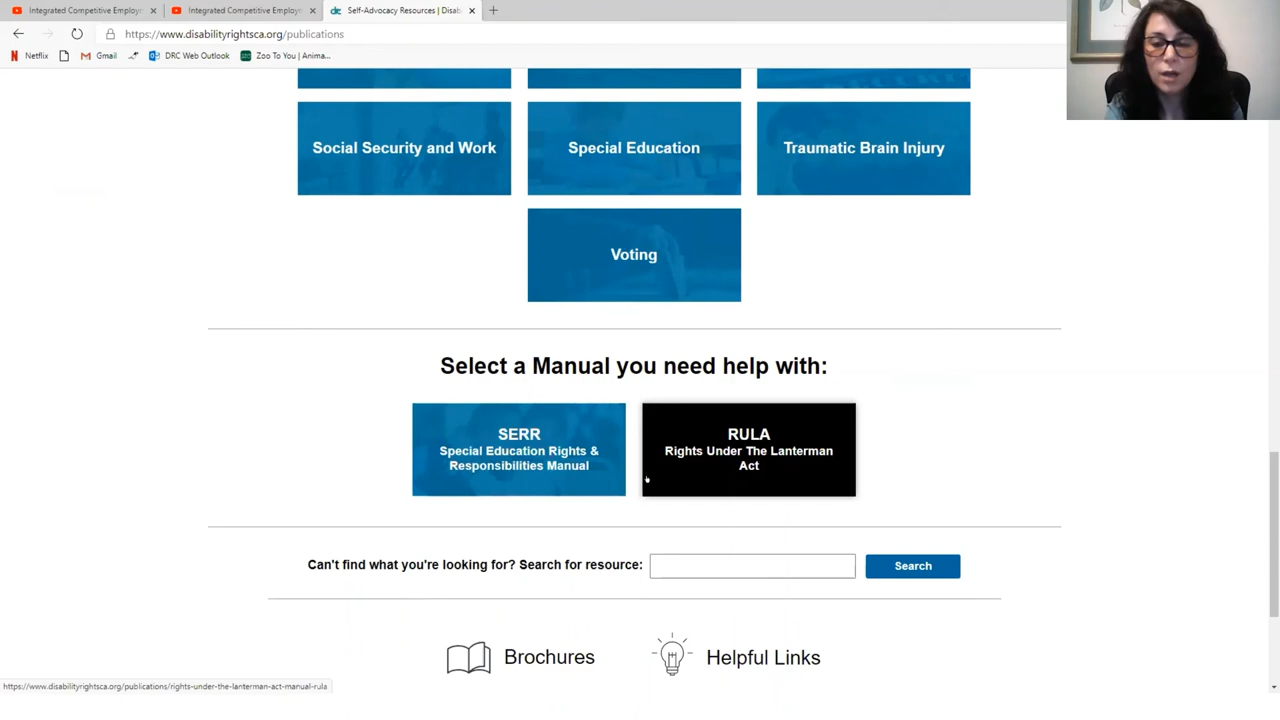 Integrated Competitive Employm
Integrated Competitive Employm
Self-Advocacy Resources | Disab
https://www.disabilityrightsca.org/publications
Netflix
Gmail
DRC Web Outlook
Zoo To You | Anima...
Social Security and Work
Special Education
Traumatic Brain Injury
Voting
Select a Manual you need help with:
SERR
Special Education Rights &
Responsibilities Manual
RULA
Rights Under The Lanterman
Act
Can't find what you're looking for? Search for resource:
Search
Brochures
Helpful Links
https://www.disabilityrightsca.org/publications/rights-under-the-lanterman-act-manual-rula